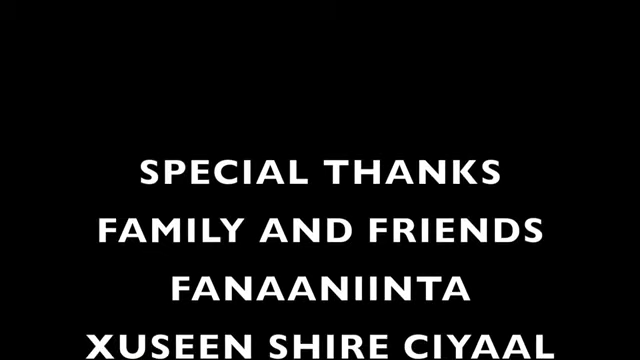 SPECIAL THANKS
FAMILY AND FRIENDS
FANAANIINTA
XUSEEN SHIRE CIYAAL